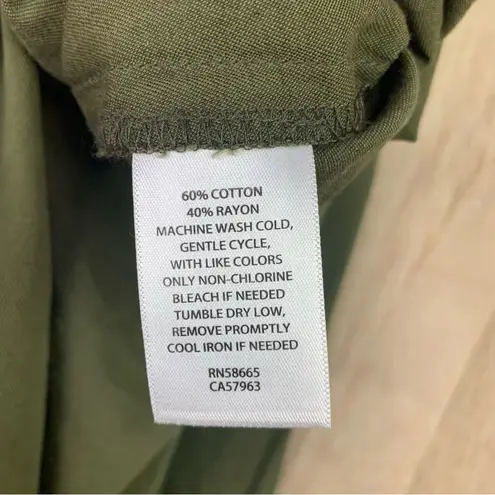 60% COTTON
40% RAYON
MACHINE WASH COLD,
GENTLE CYCLE,
WITH LIKE COLORS
ONLY NON-CHLORINE
BLEACH IF NEEDED
TUMBLE DRY LOW,
REMOVE PROMPTLY
COOL IRON IF NEEDED
RN58665
CA57963